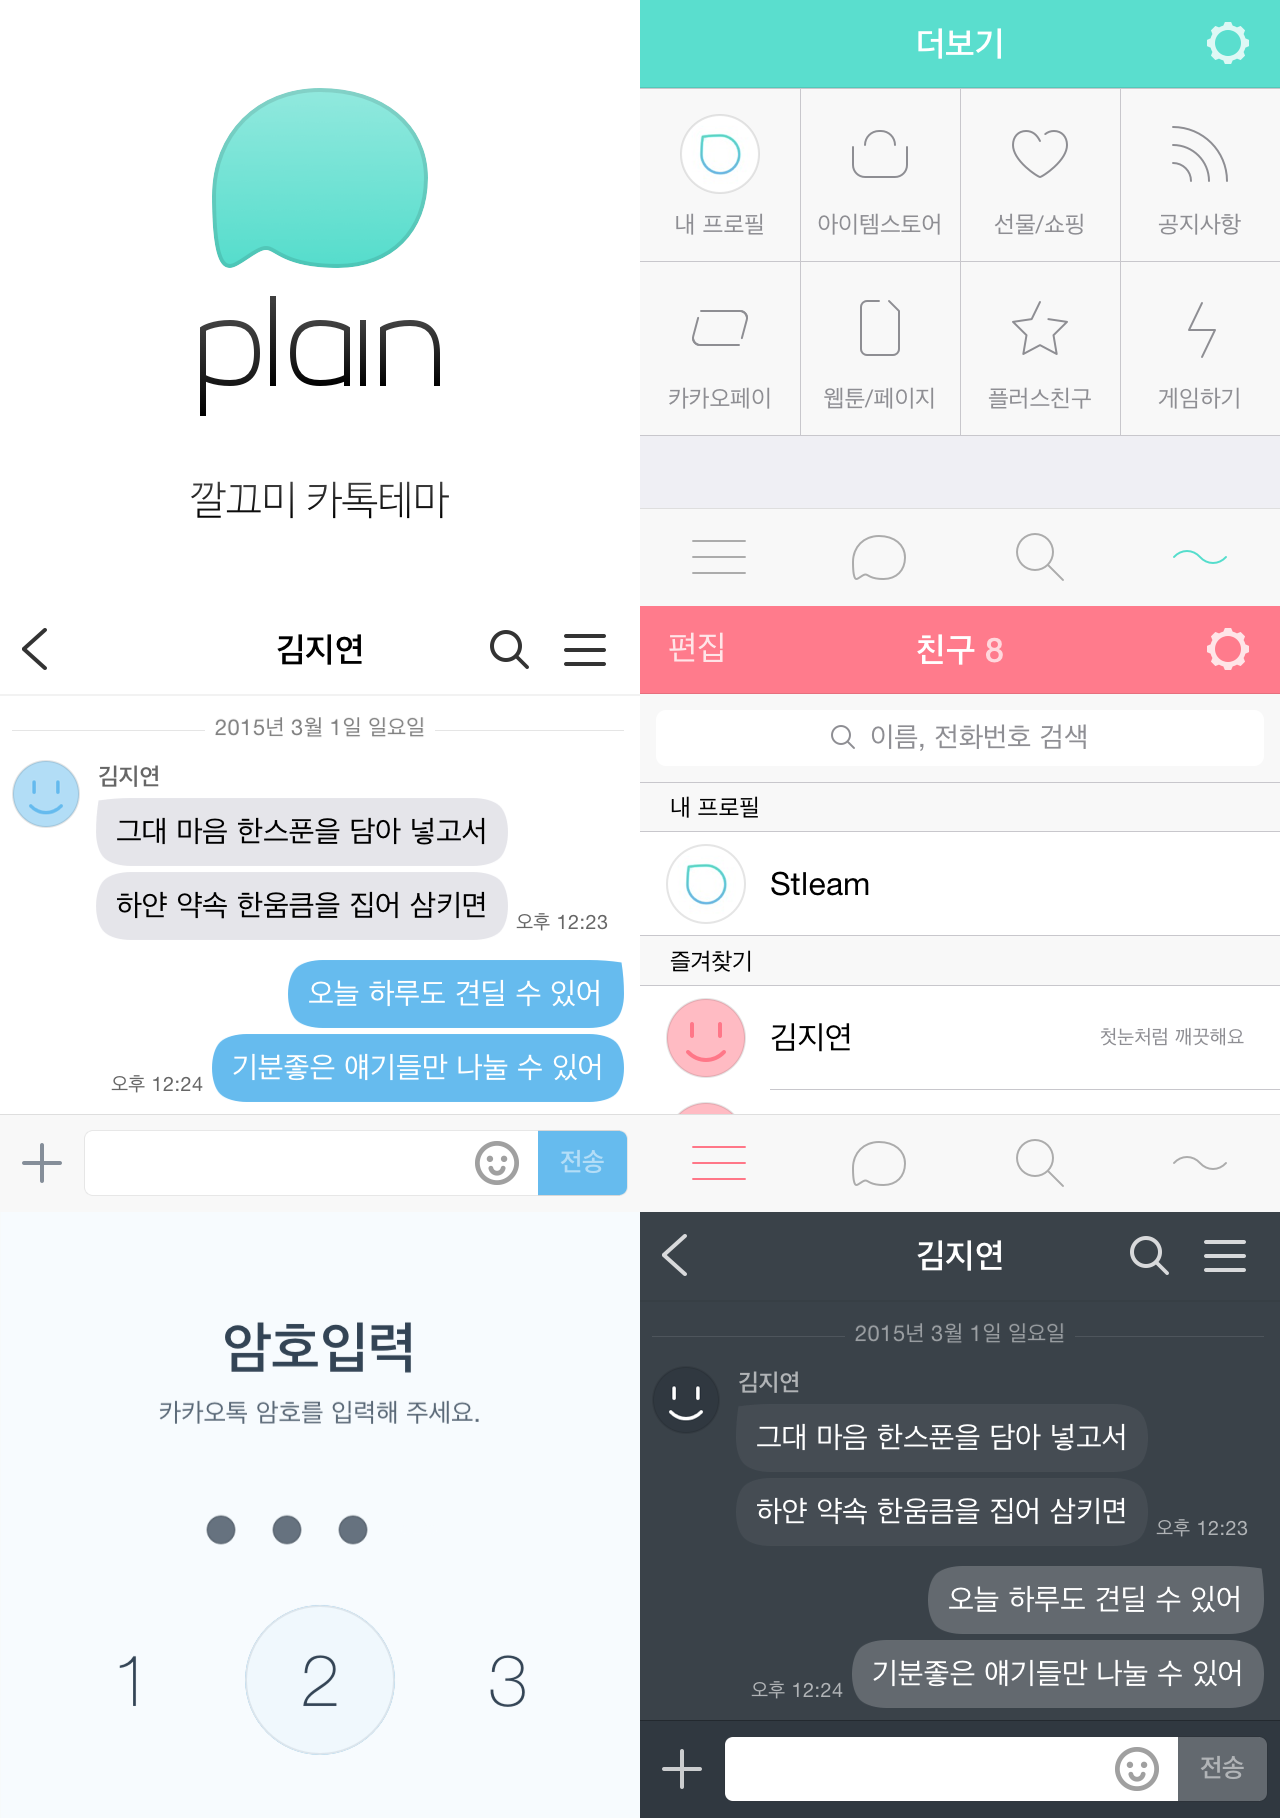 plain
깔끄미 카톡테마
더보기
내 프로필
아이템스토어
선물/쇼핑
공지사항
카카오페이
웹툰/페이지
플러스친구
게임하기
김지연
2015년 3월 1일 일요일
김지연
그대 마음 한스푼을 담아 넣고서
하얀 약속 한움큼을 집어 삼키면
오후 12:23
오늘 하루도 견딜 수 있어
기분좋은 얘기들만 나눌 수 있어
오후 12:24
전송
편집
친구 8
이름, 전화번호 검색
내 프로필
Stleam
즐겨찾기
김지연
첫눈처럼 깨끗해요
암호입력
카카오톡 암호를 입력해 주세요.
1 2 3
김지연
2015년 3월 1일 일요일
김지연
그대 마음 한스푼을 담아 넣고서
하얀 약속 한움큼을 집어 삼키면
오후 12:23
오늘 하루도 견딜 수 있어
기분좋은 얘기들만 나눌 수 있어
오후 12:24
전송